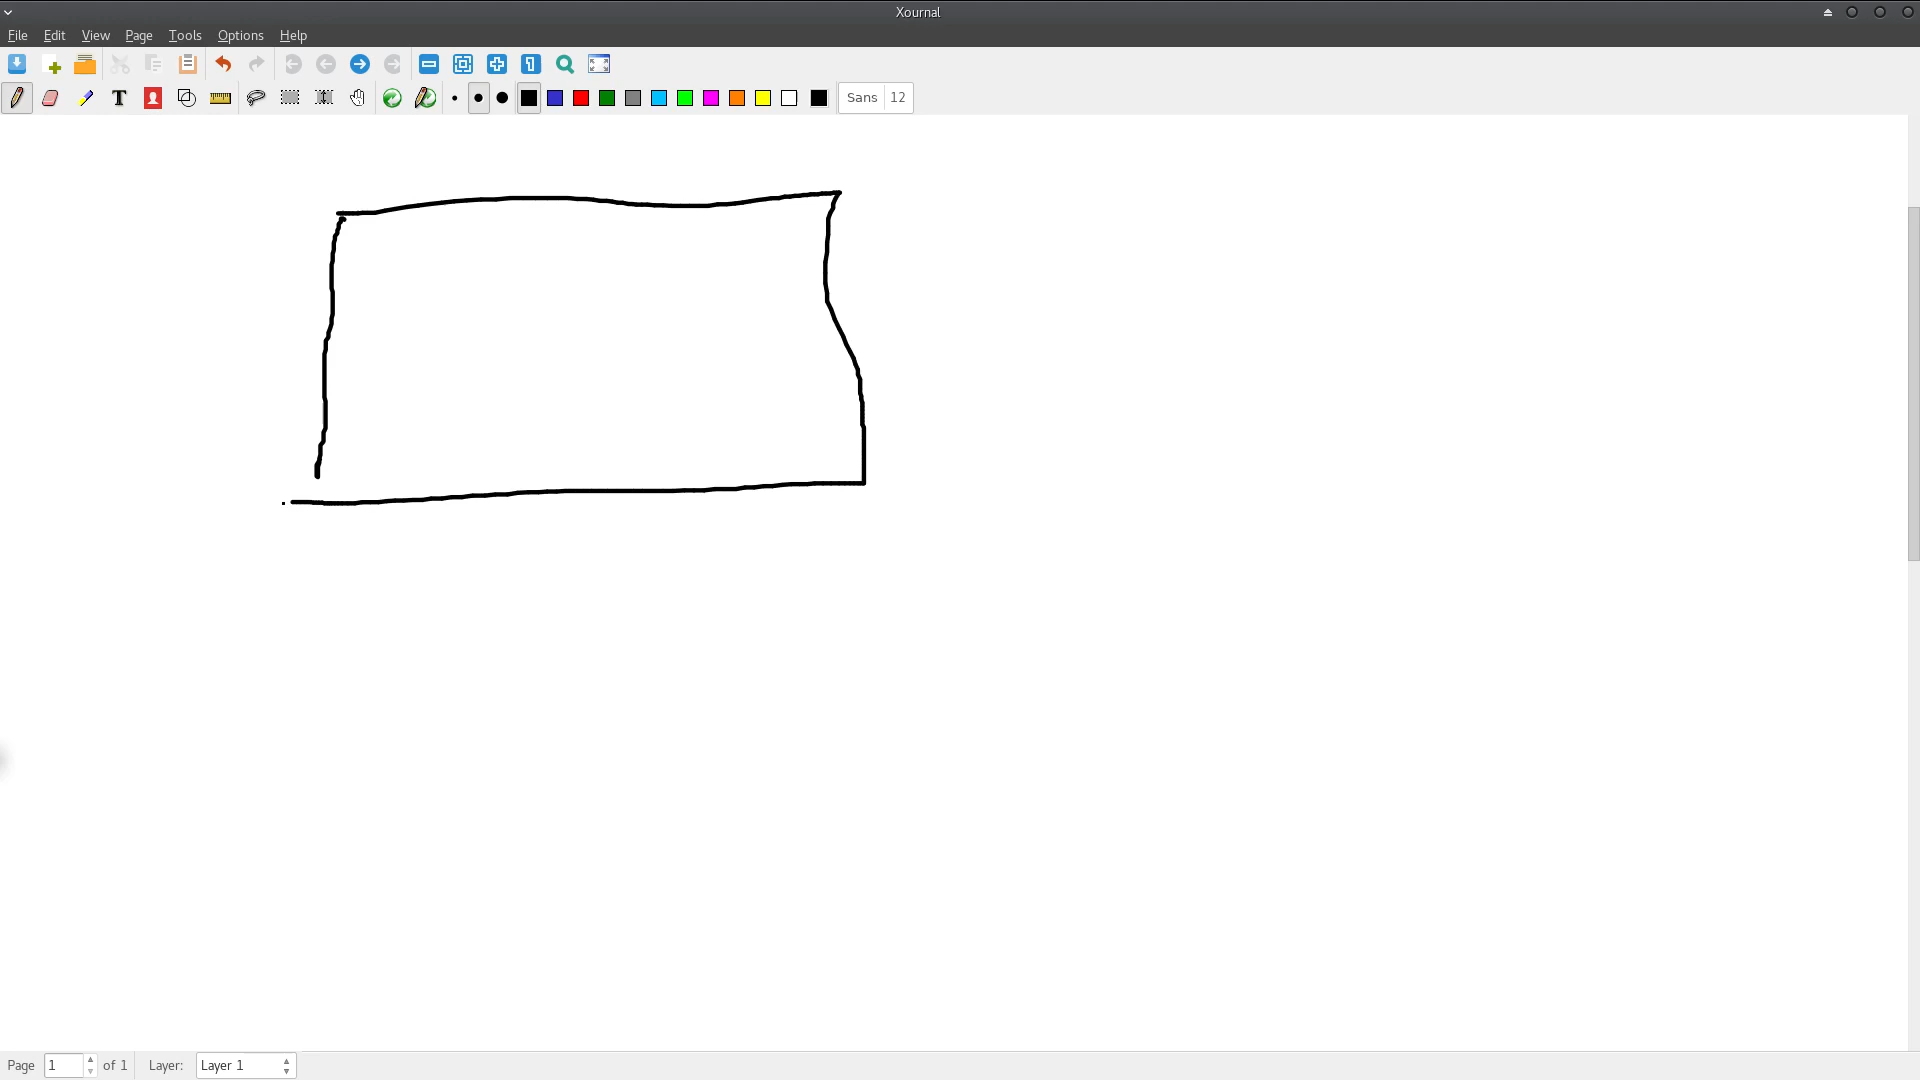 Xournal
File Edit View Page Tools Options Help
T Sans 12
Page 1 of 1 Layer: Layer 1